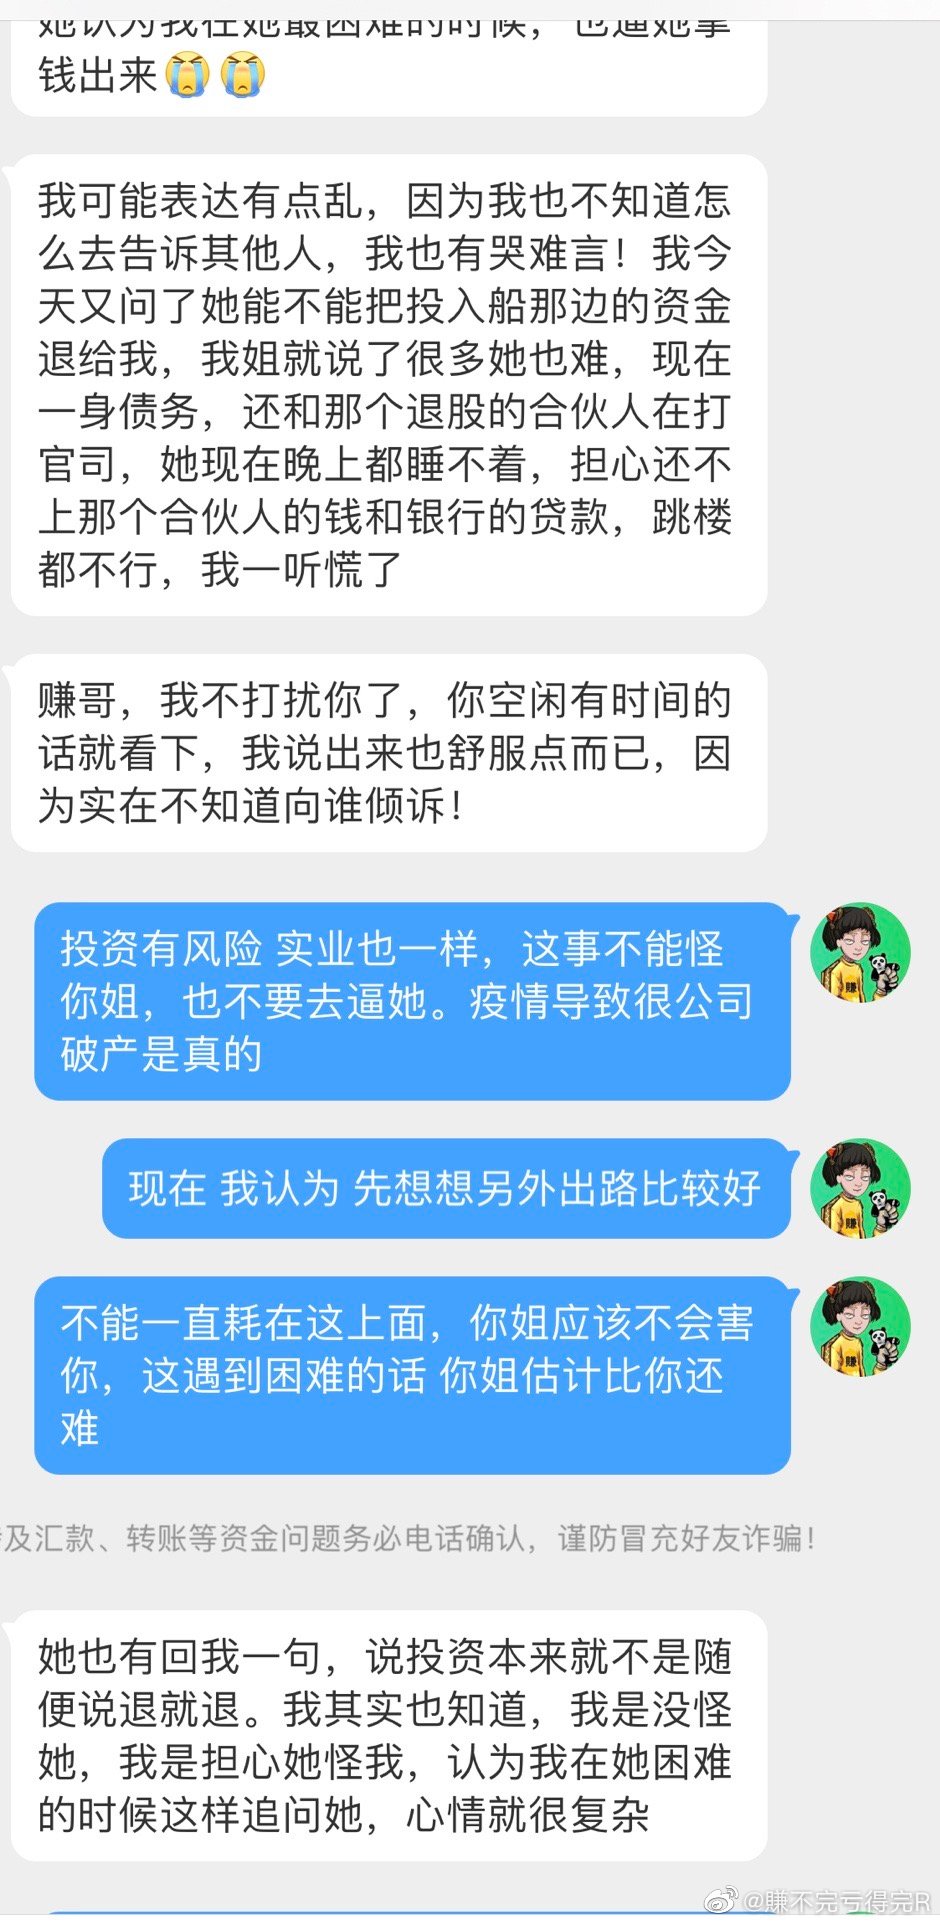 她认为我在她最困难的时候，也逼她拿
钱出来😭😭
我可能表达有点乱，因为我也不知道怎
么去告诉其他人，我也有哭难言！我今
天又问了她能不能把投入船那边的资金
退给我，我姐就说了很多她也难，现在
一身债务，还和那个退股的合伙人在打
官司，她现在晚上都睡不着，担心还不
上那个合伙人的钱和银行的贷款，跳楼
都不行，我一听慌了
赚哥，我不打扰你了，你空闲有时间的
话就看下，我说出来也舒服点而已，因
为实在不知道向谁倾诉！
投资有风险 实业也一样，这事不能怪
你姐，也不要去逼她。疫情导致很公司
破产是真的
现在 我认为 先想想另外出路比较好
不能一直耗在这上面，你姐应该不会害
你，这遇到困难的话 你姐估计比你还
难
及汇款、转账等资金问题务必电话确认，谨防冒充好友诈骗！
她也有回我一句，说投资本来就不是随
便说退就退。我其实也知道，我是没怪
她，我是担心她怪我，认为我在她困难
的时候这样追问她，心情就很复杂
@賺不完亏得完R